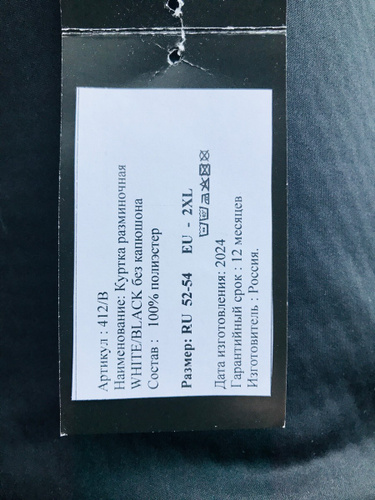 Артикул : 412/B
Наименование: Куртка разминочная
WHITE/BLACK без капюшона
Состав : 100% полиэстер
Размер: RU 52-54 EU - 2XL
Дата изготовления: 2024
Гарантийный срок : 12 месяцев
Изготовитель : Россия.